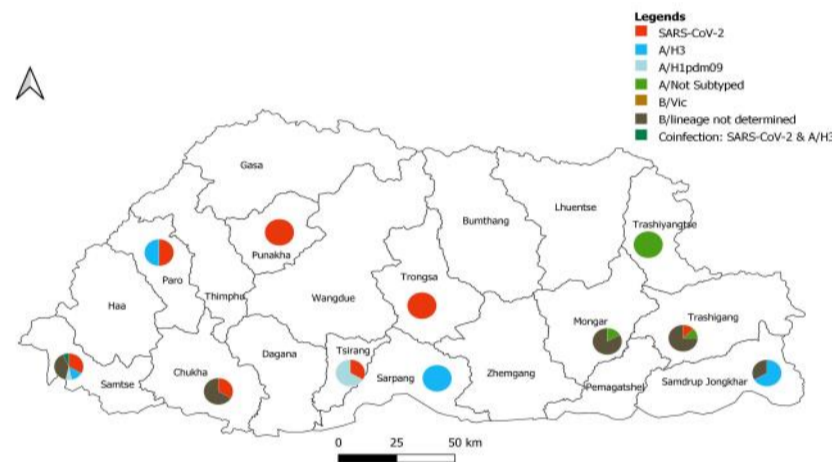 Legends
SARS-CoV-2
A/H3
A/H1pdm09
A/Not Subtyped
B/Vic
B/lineage not determined
Coinfection: SARS-CoV-2 & A/H3
Gasa
Lhuentse
Bumthang
Trashiyangtse
Punakha
Trongsa
Paro
Thimphu
Wangdue
Haa
Mongar
Trashigang
Tsirang
Dagana
Chukha
Sarpang
Zhemgang
Samtse
Pemagatshel
Samdrup Jongkhar
0 25 50 km